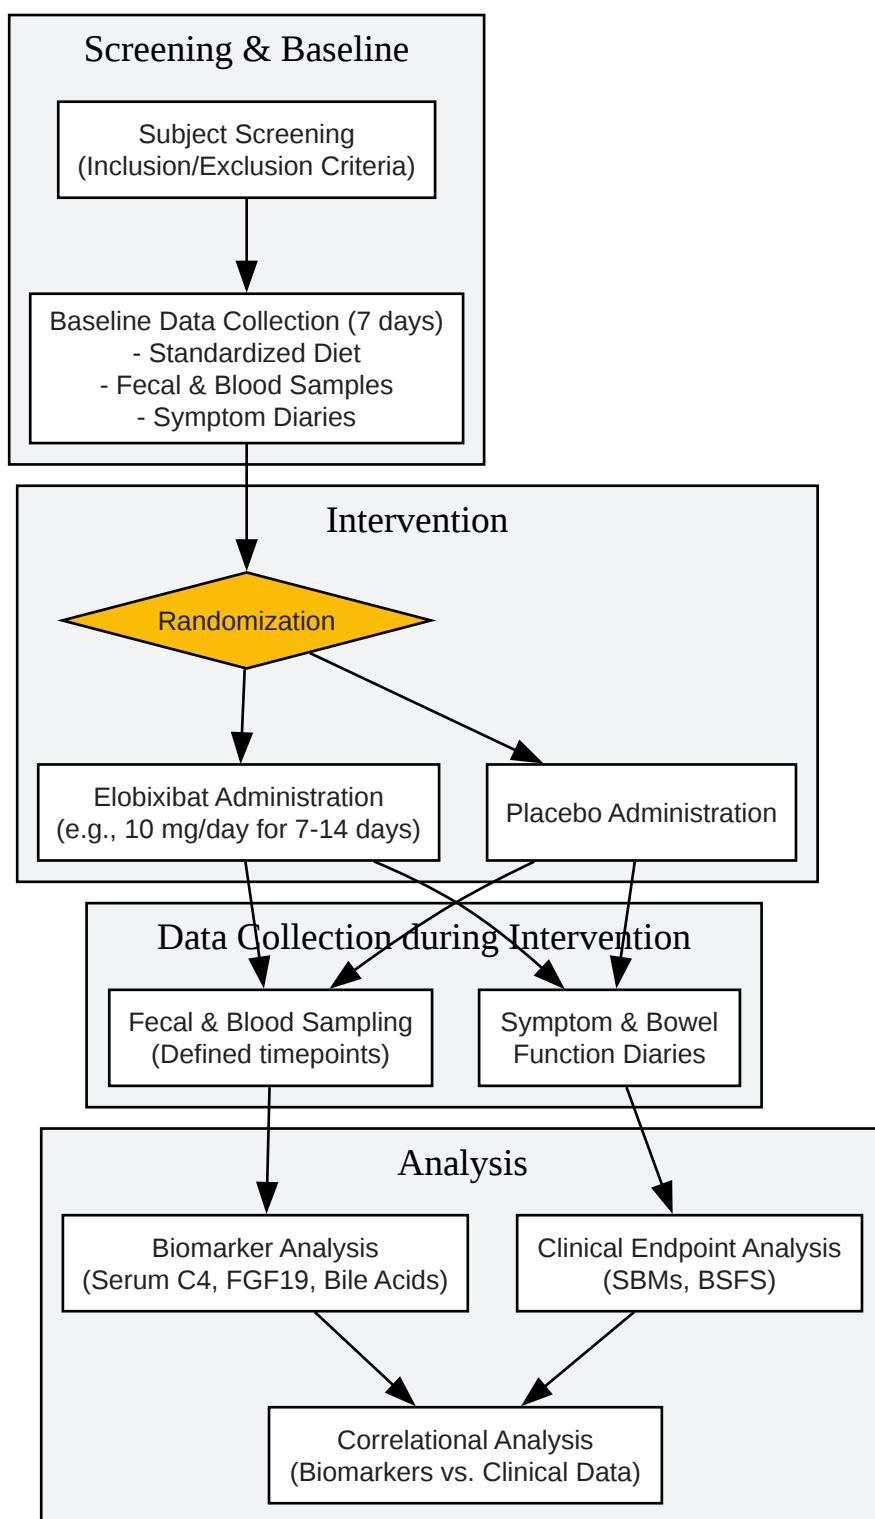 Screening & Baseline
Subject Screening
(Inclusion/Exclusion Criteria)
Baseline Data Collection (7 days)
- Standardized Diet
- Fecal & Blood Samples
- Symptom Diaries
Intervention
Randomization
Elobixibat Administration
(e.g., 10 mg/day for 7-14 days)
Placebo Administration
Data Collection during Intervention
Fecal & Blood Sampling
(Defined timepoints)
Symptom & Bowel
Function Diaries
Analysis
Biomarker Analysis
(Serum C4, FGF19, Bile Acids)
Clinical Endpoint Analysis
(SBMs, BSFS)
Correlational Analysis
(Biomarkers vs. Clinical Data)